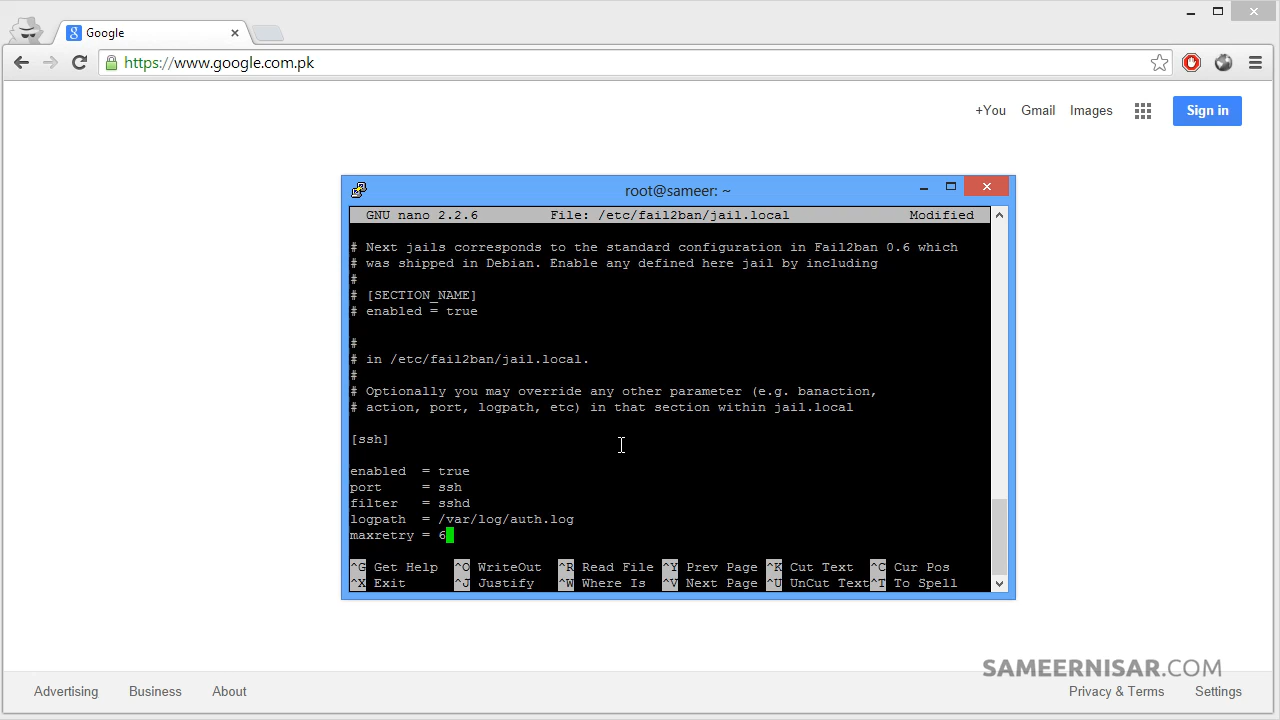 Google
https://www.google.com.pk
+You Gmail Images Sign in
root@sameer: ~
GNU nano 2.2.6 File: /etc/fail2ban/jail.local Modified
# Next jails corresponds to the standard configuration in Fail2ban 0.6 which
# was shipped in Debian. Enable any defined here jail by including
#
# [SECTION_NAME]
# enabled = true
#
# in /etc/fail2ban/jail.local.
#
# Optionally you may override any other parameter (e.g. banaction,
# action, port, logpath, etc) in that section within jail.local
[ssh]
enabled = true
port = ssh
filter = sshd
logpath = /var/log/auth.log
maxretry = 6
^G Get Help ^O WriteOut ^R Read File ^Y Prev Page ^K Cut Text ^C Cur Pos
^X Exit ^J Justify ^W Where Is ^V Next Page ^U UnCut Text ^T To Spell
SAMEERNISAR.COM
Advertising Business About Privacy & Terms Settings